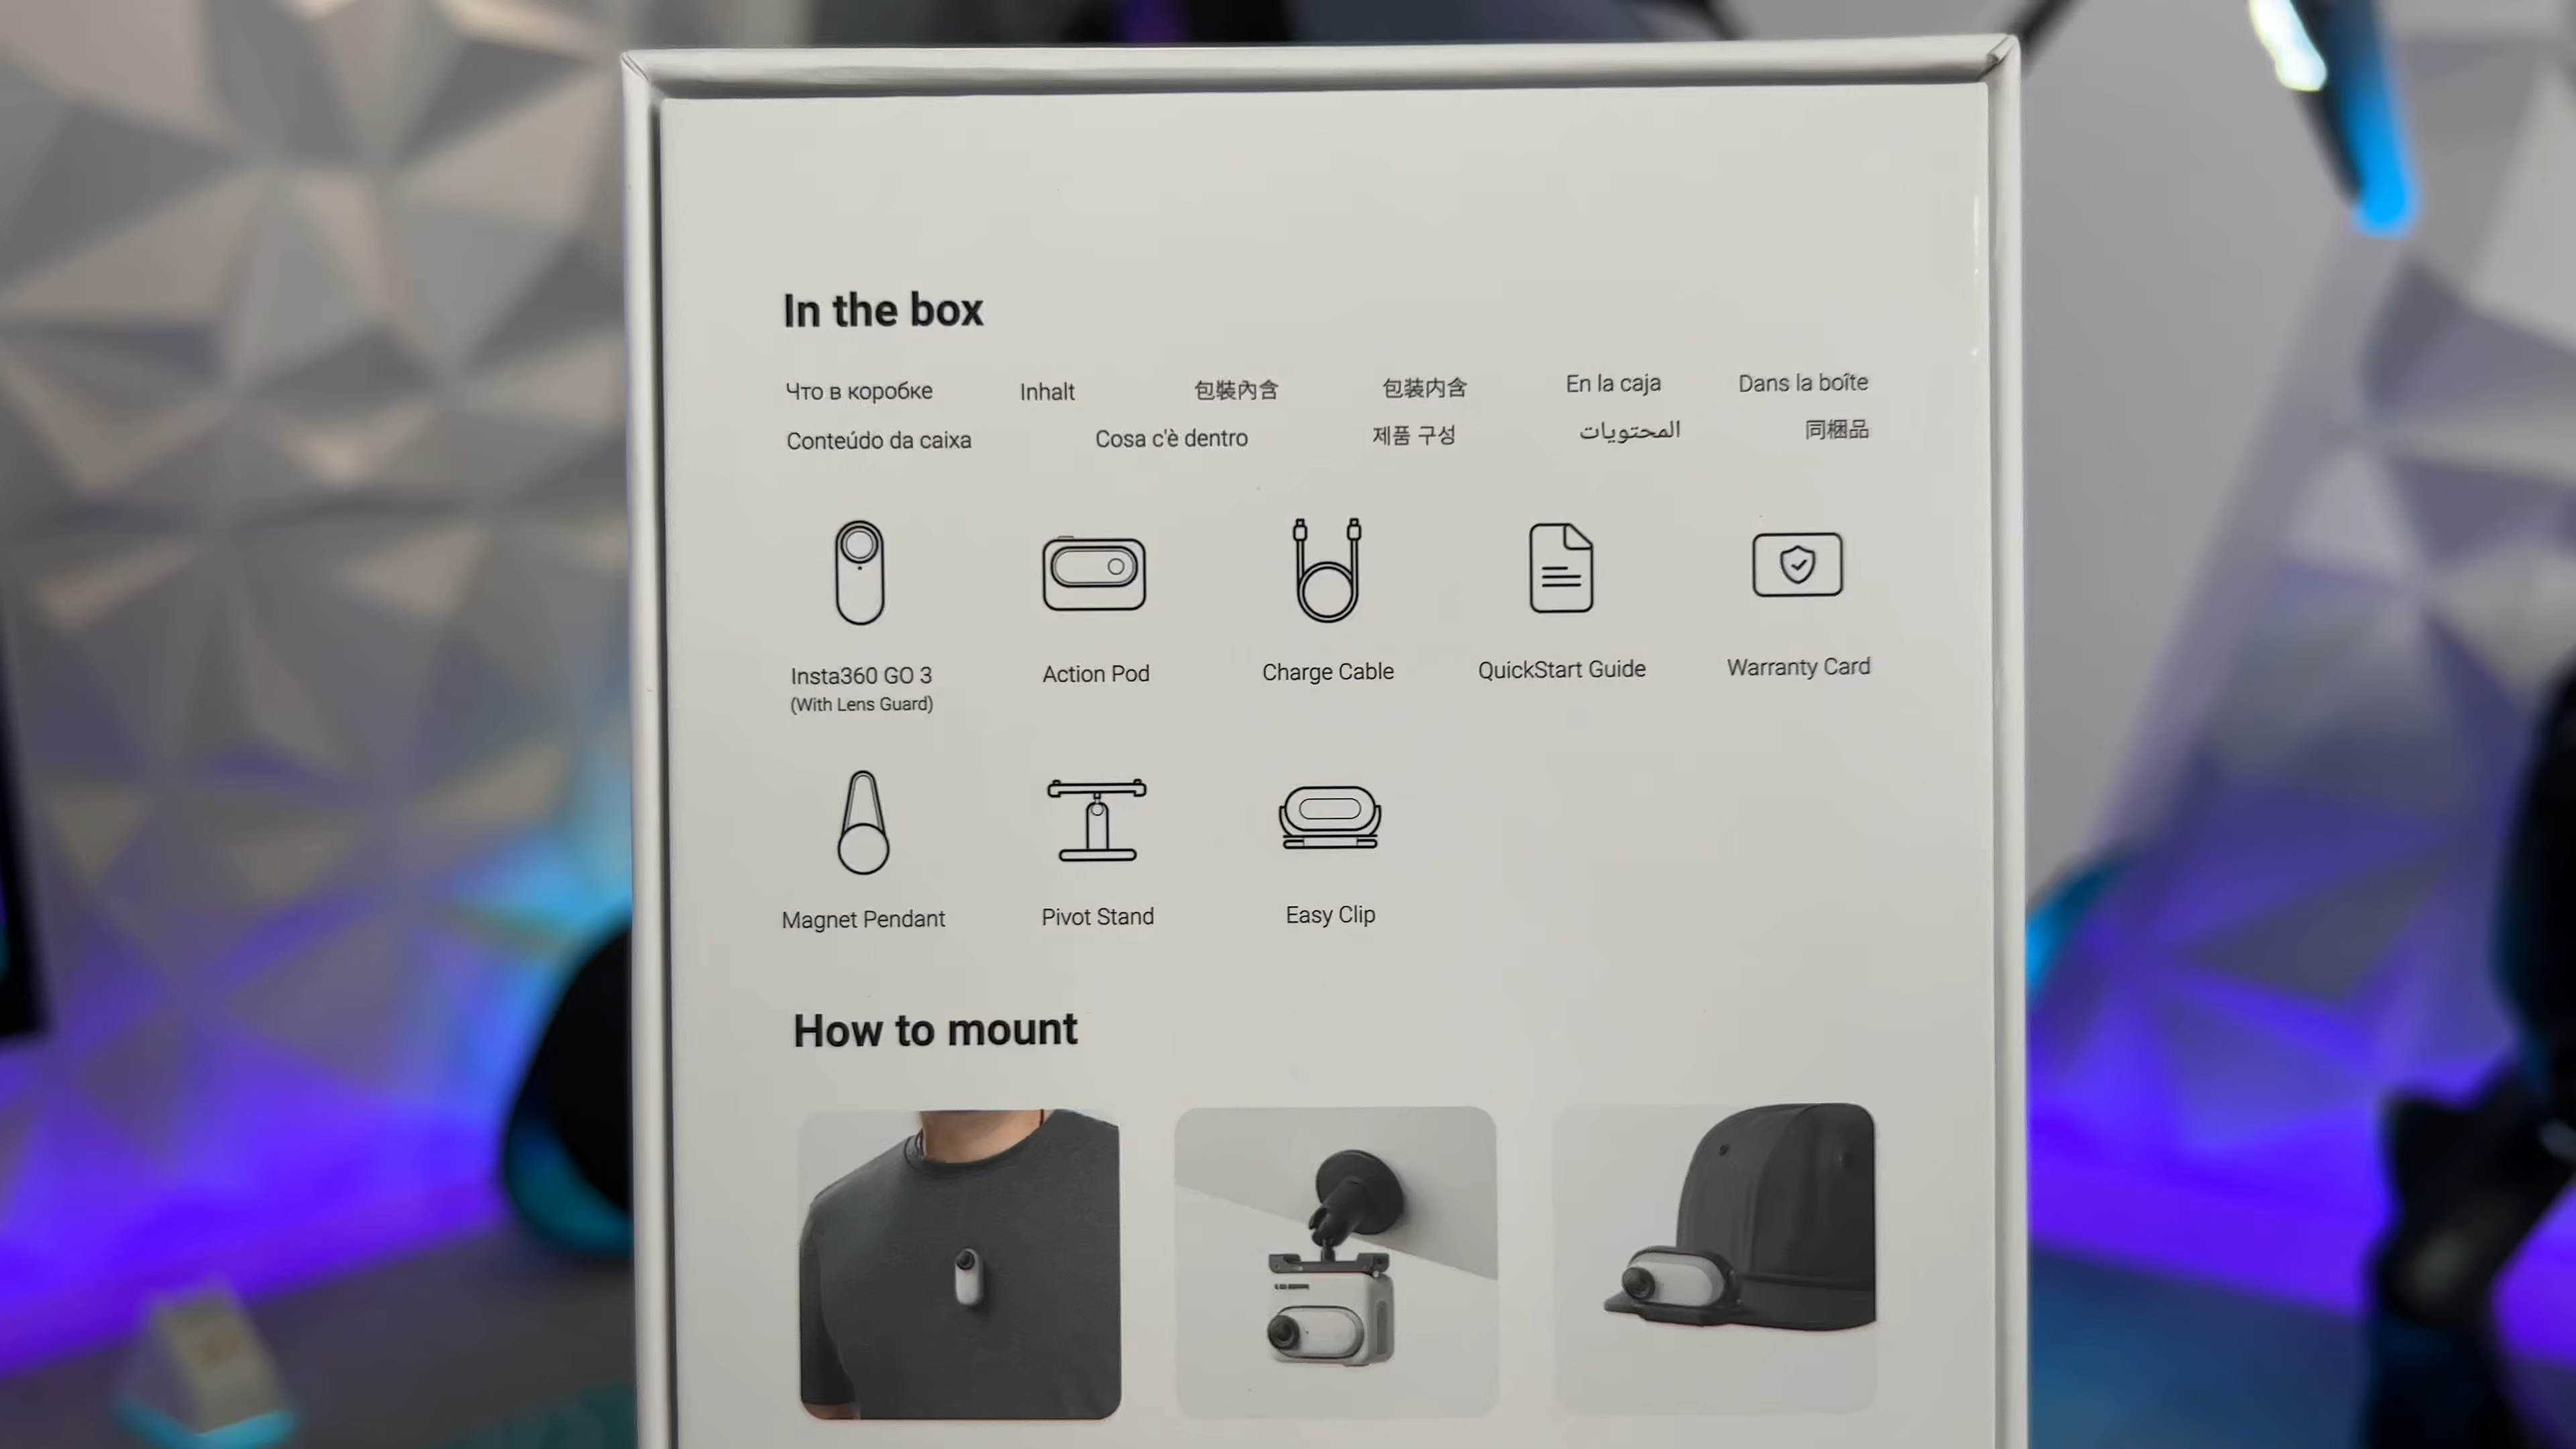 In the box
Что в коробке Inhalt 包裝內含 包装内含 En la caja Dans la boîte
Conteúdo da caixa Cosa c'è dentro 제품 구성 المحتويات 同梱品
Insta360 GO 3 Action Pod Charge Cable QuickStart Guide Warranty Card
(With Lens Guard)
Magnet Pendant Pivot Stand Easy Clip
How to mount